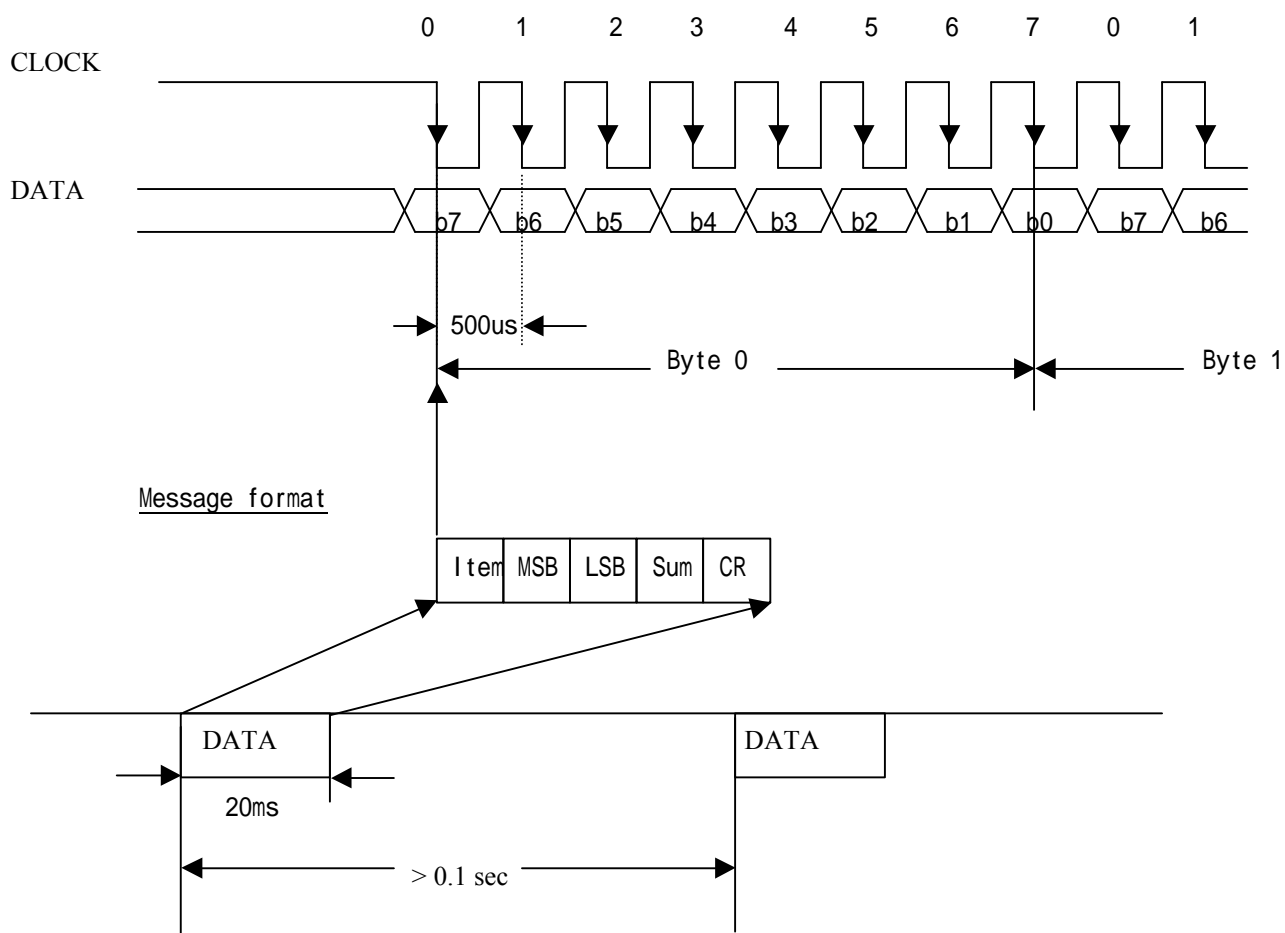 0 1 2 3 4 5 6 7 0 1
CLOCK
DATA
b7 b6 b5 b4 b3 b2 b1 b0 b7 b6
500us
Byte 0 Byte 1
Message format
Item MSB LSB Sum CR
DATA DATA
20ms
> 0.1 sec